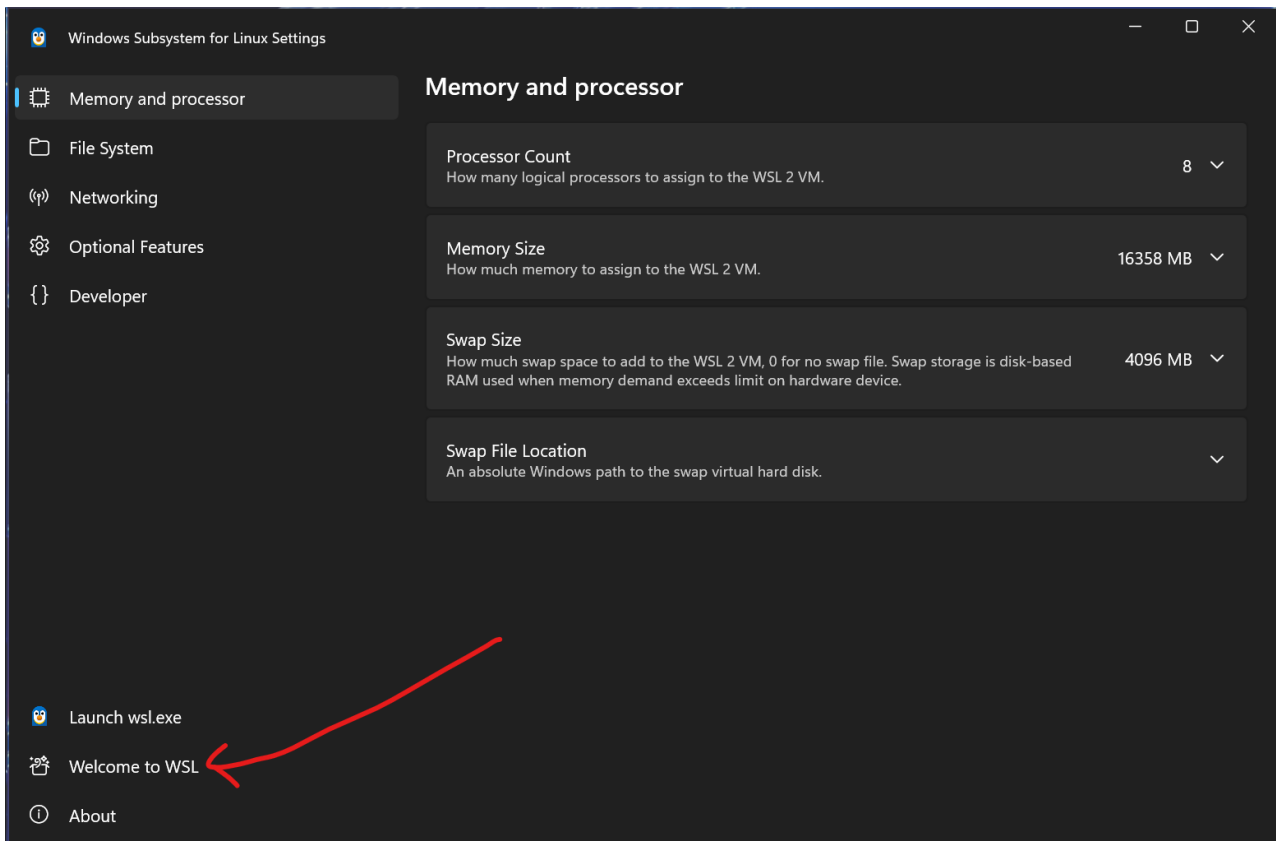 Windows Subsystem for Linux Settings
Memory and processor
File System
Networking
Optional Features
Developer
Launch wsl.exe
Welcome to WSL
About
Memory and processor
Processor Count
How many logical processors to assign to the WSL 2 VM.
8
Memory Size
How much memory to assign to the WSL 2 VM.
16358 MB
Swap Size
How much swap space to add to the WSL 2 VM, 0 for no swap file. Swap storage is disk-based
RAM used when memory demand exceeds limit on hardware device.
4096 MB
Swap File Location
An absolute Windows path to the swap virtual hard disk.